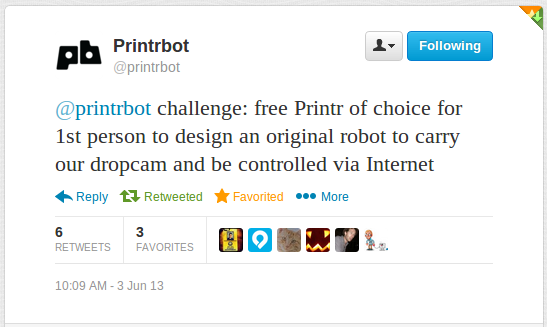 pb
Printrbot
@printrbot
Following
@printrbot challenge: free Printr of choice for
1st person to design an original robot to carry
our dropcam and be controlled via Internet
Reply Retweeted Favorited More
6 3
RETWEETS FAVORITES
10:09 AM - 3 Jun 13